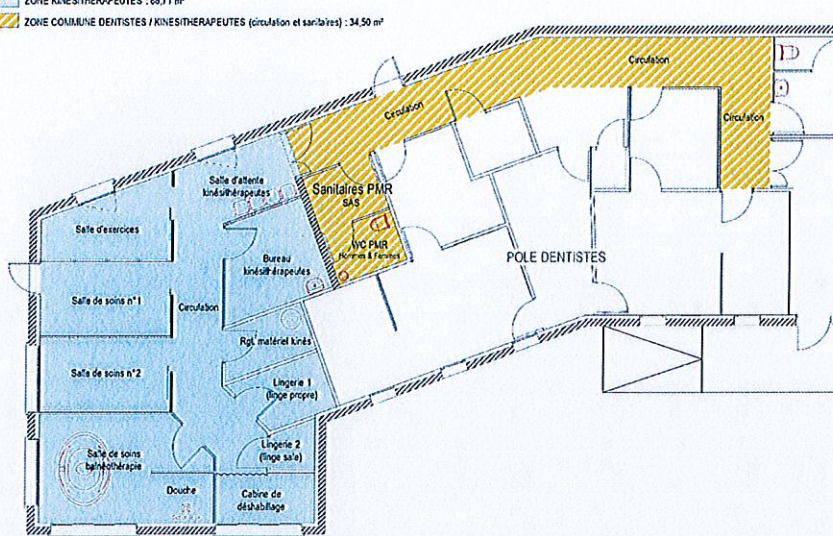 ZONE KINESITHERAPEUTES : m²
ZONE COMMUNE DENTISTES / KINESITHERAPEUTES (circulation et sanitaires) : 34,50 m²
Circulation
Circulation
Circulation
Salle d'attente
kinésithérapeutes
Sanitaires PMR
SAS
Salle d'exercices
WC PMR
Hommes & Femmes
Bureau
kinésithérapeutes
POLE DENTISTES
Salle de soins n°1
Circulation
Rgt. matériel kinés
Salle de soins n°2
Lingerie 1
(linge propre)
Lingerie 2
(linge sale)
Salle de soins
balnéothérapie
Douche
Cabine de
déshabillage